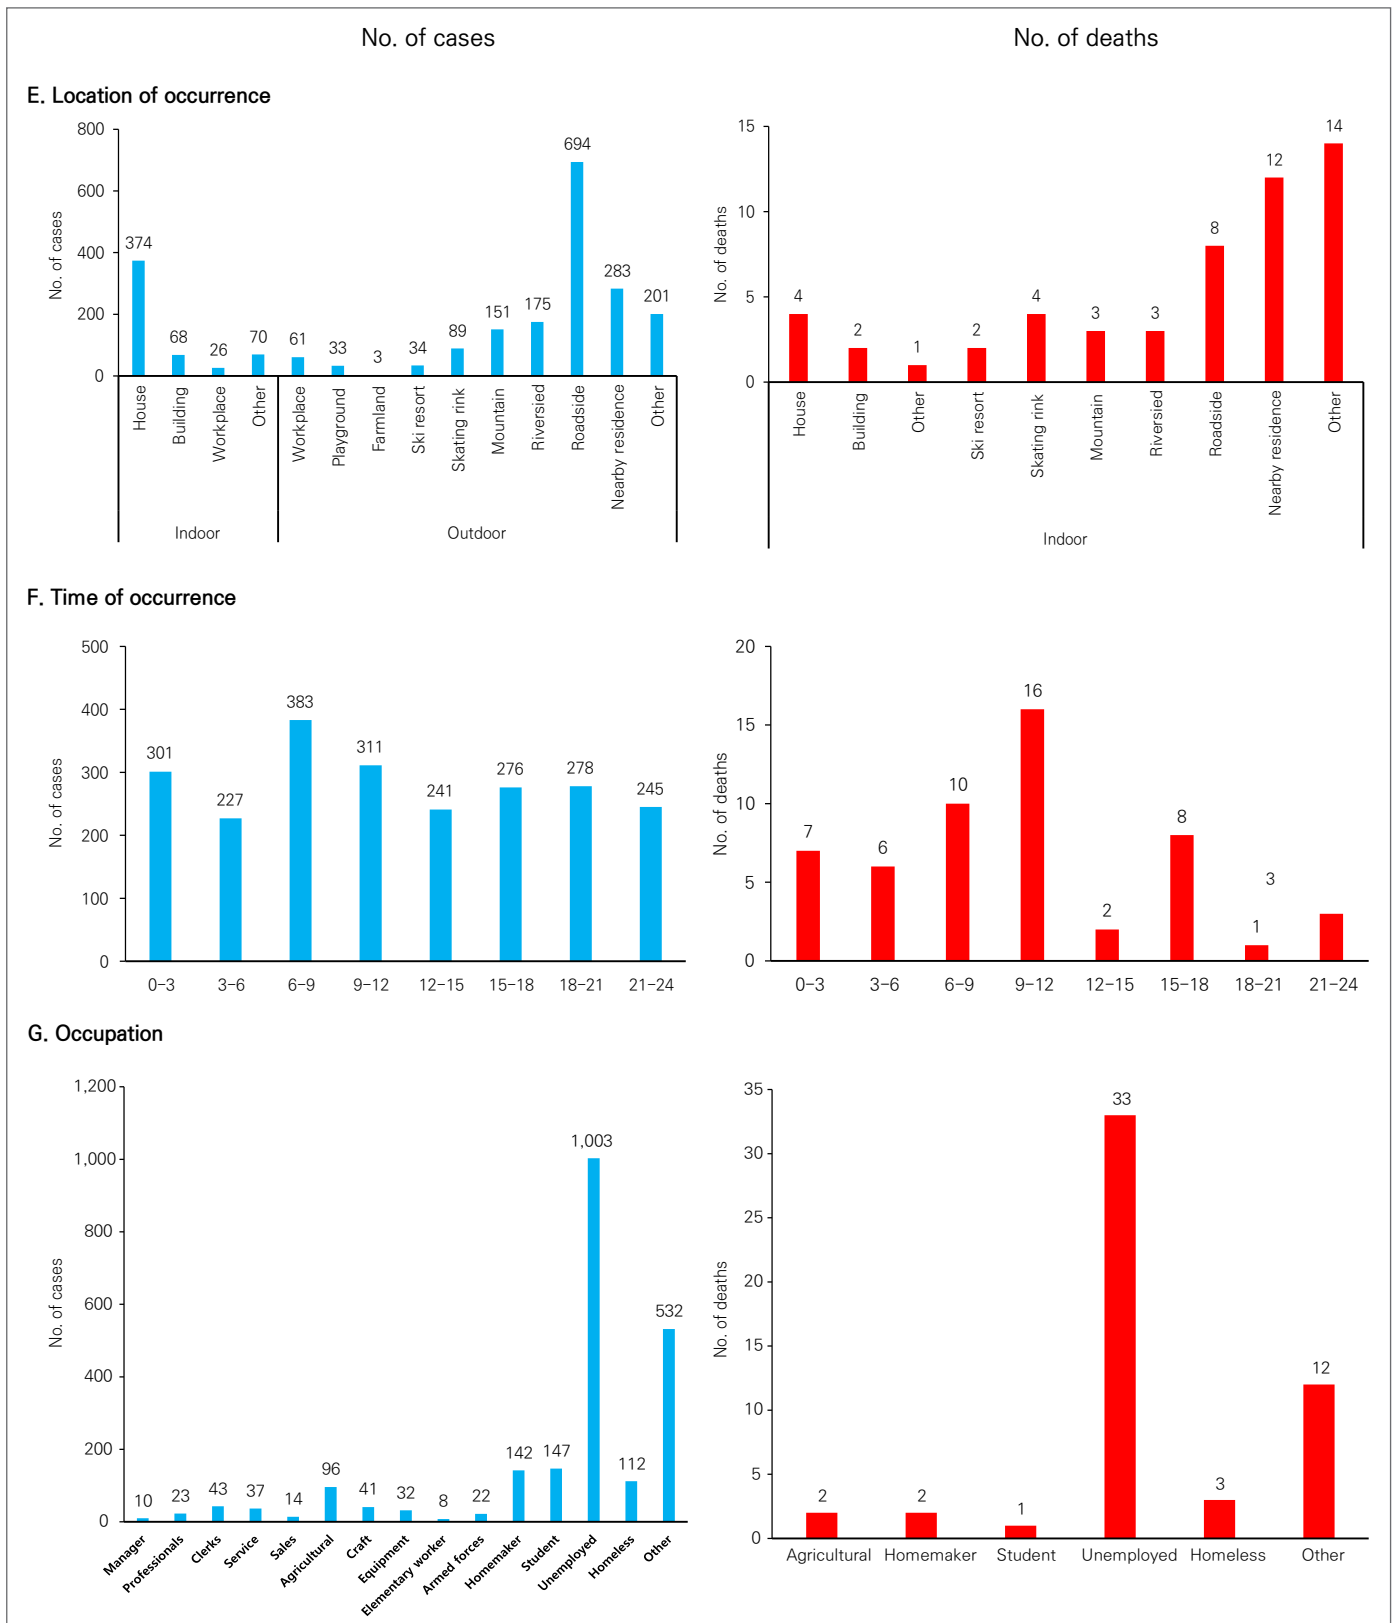 No. of cases No. of deaths
E. Location of occurrence
No. of cases
800
600
400
200
0
374
68
26
70
61
33
3
34
89
151
175
694
283
201
House
Building
Workplace
Other
Workplace
Playground
Farmland
Ski resort
Skating rink
Mountain
Riversied
Roadside
Nearby residence
Other
Indoor Outdoor
No. of deaths
15
10
5
0
4
2
1
2
4
3
3
8
12
14
House
Building
Other
Ski resort
Skating rink
Mountain
Riversied
Roadside
Nearby residence
Other
Indoor
F. Time of occurrence
No. of cases
500
400
300
200
100
0
301
227
383
311
241
276
278
245
0–3 3–6 6–9 9–12 12–15 15–18 18–21 21–24
No. of deaths
20
15
10
5
0
7
6
10
16
2
8
1
3
0–3 3–6 6–9 9–12 12–15 15–18 18–21 21–24
G. Occupation
No. of cases
1,200
1,000
800
600
400
200
0
10
23
43
37
14
96
41
32
8
22
142
147
1,003
112
532
Manager
Professionals
Clerks
Service
Sales
Agricultural
Craft
Equipment
Elementary worker
Armed forces
Homemaker
Student
Unemployed
Homeless
Other
No. of deaths
35
30
25
20
15
10
5
0
2
2
1
33
3
12
Agricultural Homemaker Student Unemployed Homeless Other